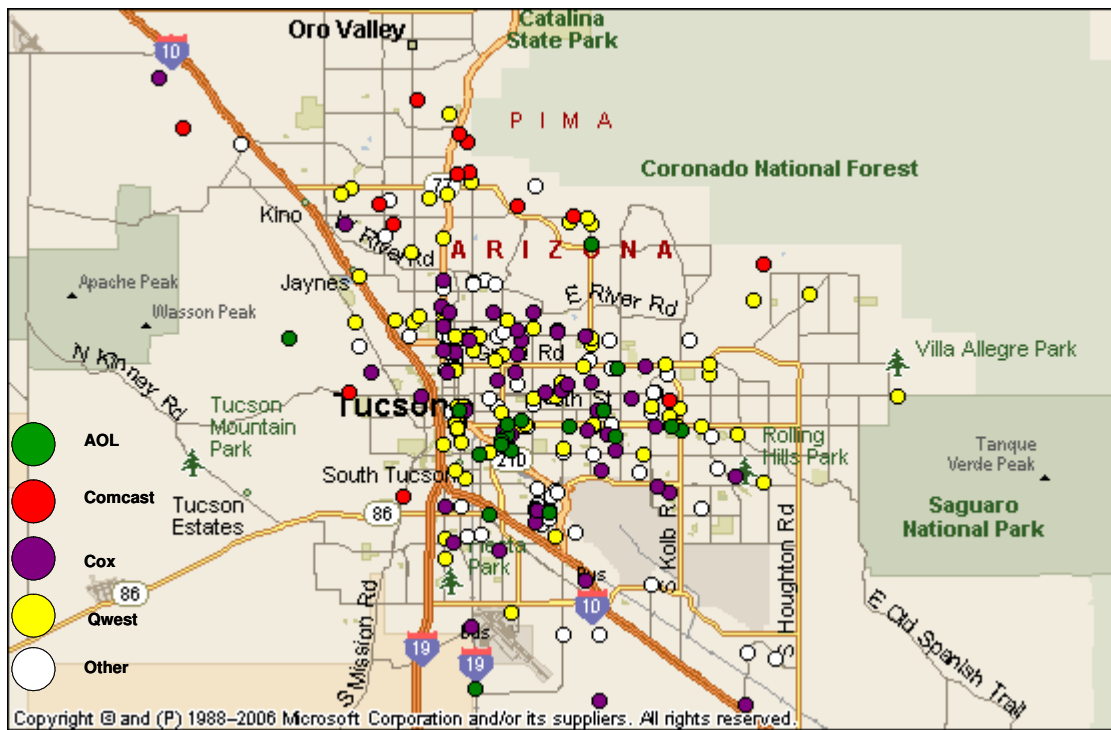 Catalina
State Park
Oro Valley
10
P I M A
Coronado National Forest
77
Kino
River Rd
A R I Z O N A
Apache Peak
Jaynes
E River Rd
Wasson Peak
Rd
Villa Allegre Park
N Kinney Rd
Tucson
Tucson
Mountain
Park
AOL
Rolling
Hills Park
Tanque
Verde Peak
210
South Tucson
Comcast
Tucson
Estates
86
Saguaro
National Park
S Kolb R
S Houghton Rd
Park
Cox
86
S Mission Rd
Qwest
10
E Old Spanish Trail
19
19
Other
Copyright © and (P) 1988–2006 Microsoft Corporation and/or its suppliers. All rights reserved.